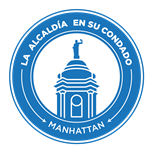 LA ALCALDÍA EN SU CONDADO
MANHATTAN